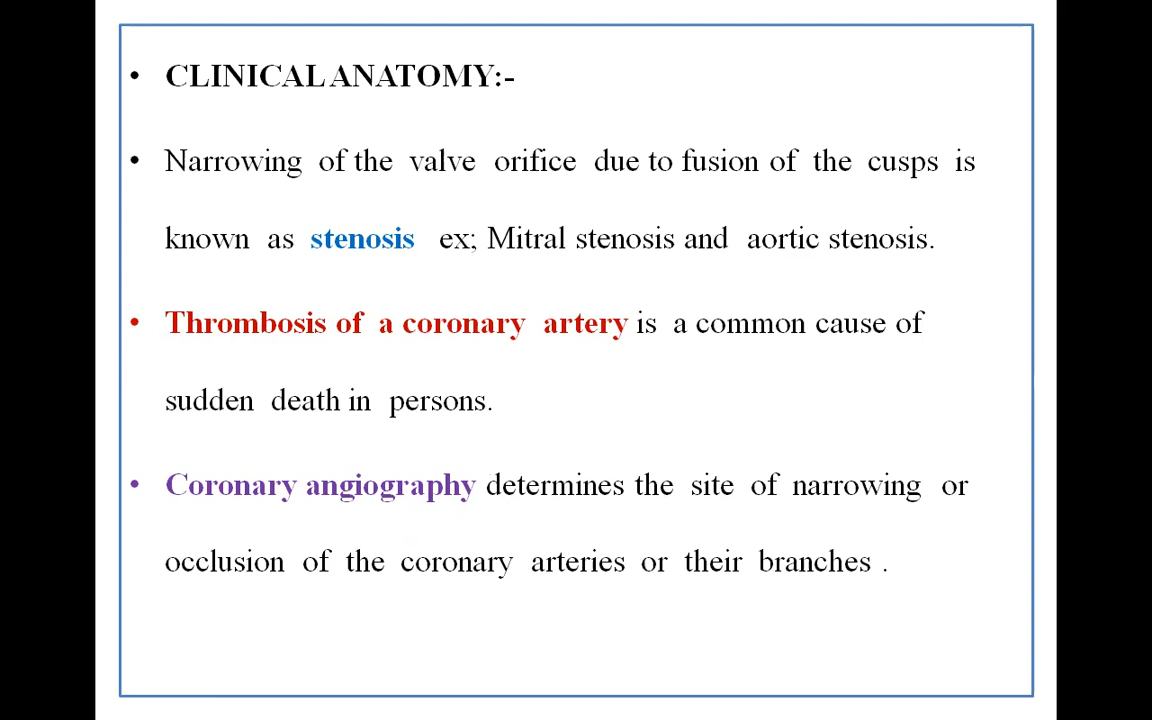 • CLINICAL ANATOMY:-
• Narrowing of the valve orifice due to fusion of the cusps is
known as stenosis ex; Mitral stenosis and aortic stenosis.
• Thrombosis of a coronary artery is a common cause of
sudden death in persons.
• Coronary angiography determines the site of narrowing or
occlusion of the coronary arteries or their branches .